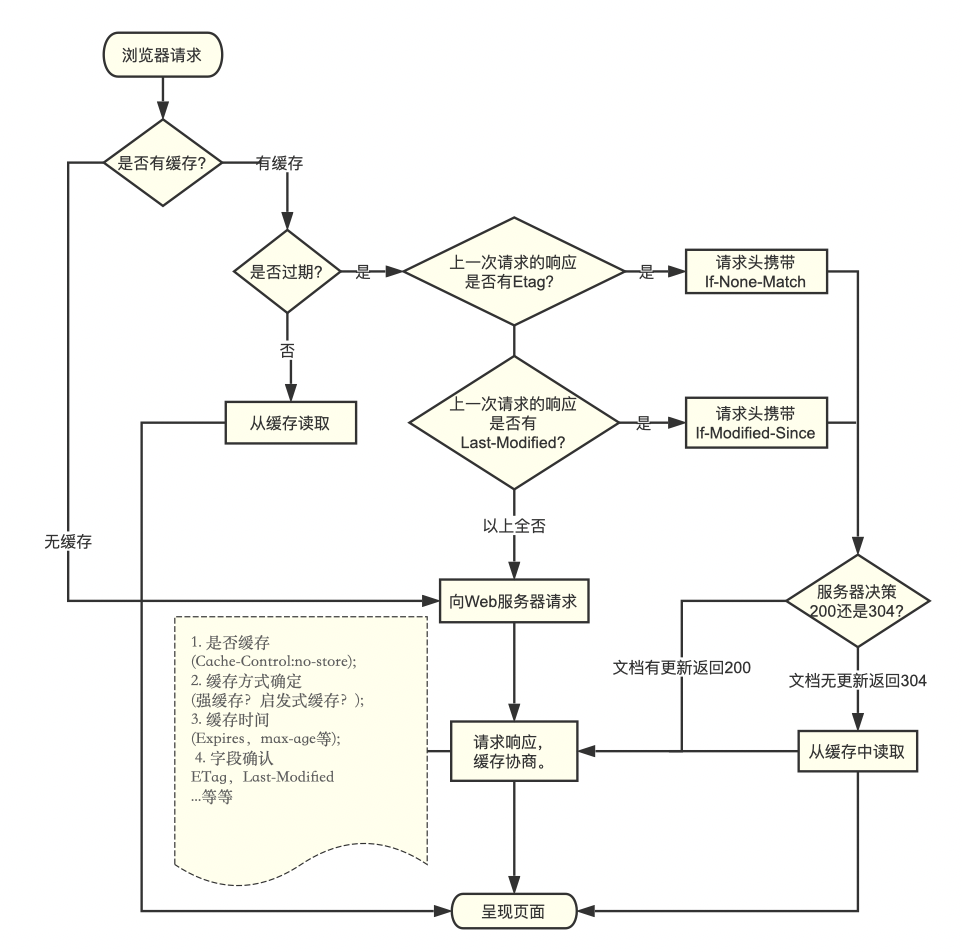 浏览器请求
是否有缓存?
有缓存
是否过期?
是
上一次请求的响应
是否有Etag?
是
请求头携带
If-None-Match
否
从缓存读取
上一次请求的响应
是否有
Last-Modified?
是
请求头携带
If-Modified-Since
以上全否
无缓存
向Web服务器请求
服务器决策
200还是304?
文档有更新返回200
文档无更新返回304
1. 是否缓存
(Cache-Control:no-store);
2. 缓存方式确定
(强缓存？启发式缓存？);
3. 缓存时间
(Expires，max-age等);
4. 字段确认
ETag，Last-Modified
...等等
请求响应，
缓存协商。
从缓存中读取
呈现页面